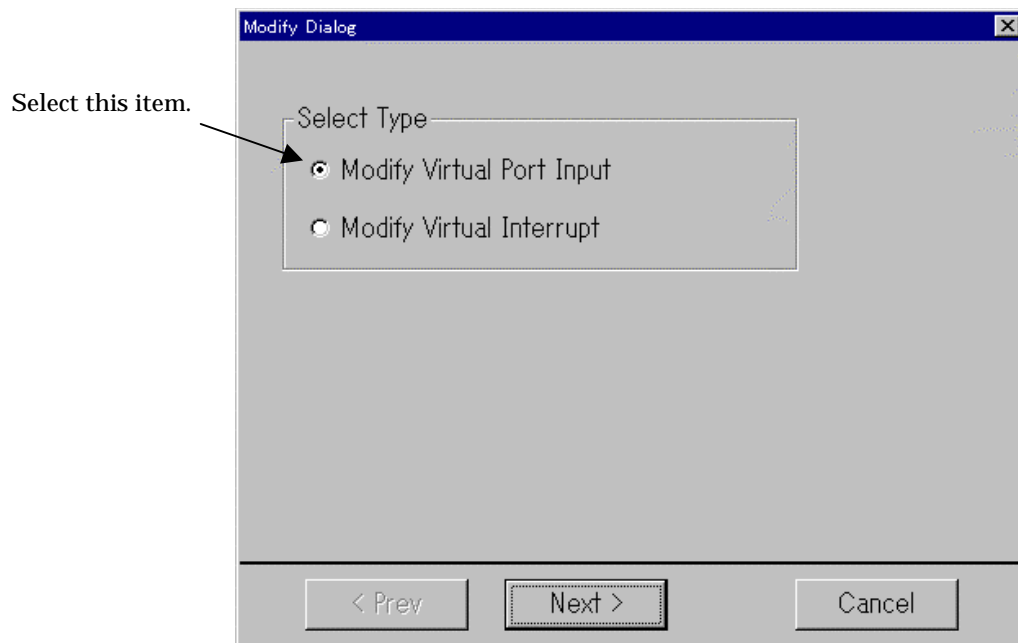 Modify Dialog
Select this item.
Select Type
Modify Virtual Port Input
Modify Virtual Interrupt
< Prev
Next >
Cancel